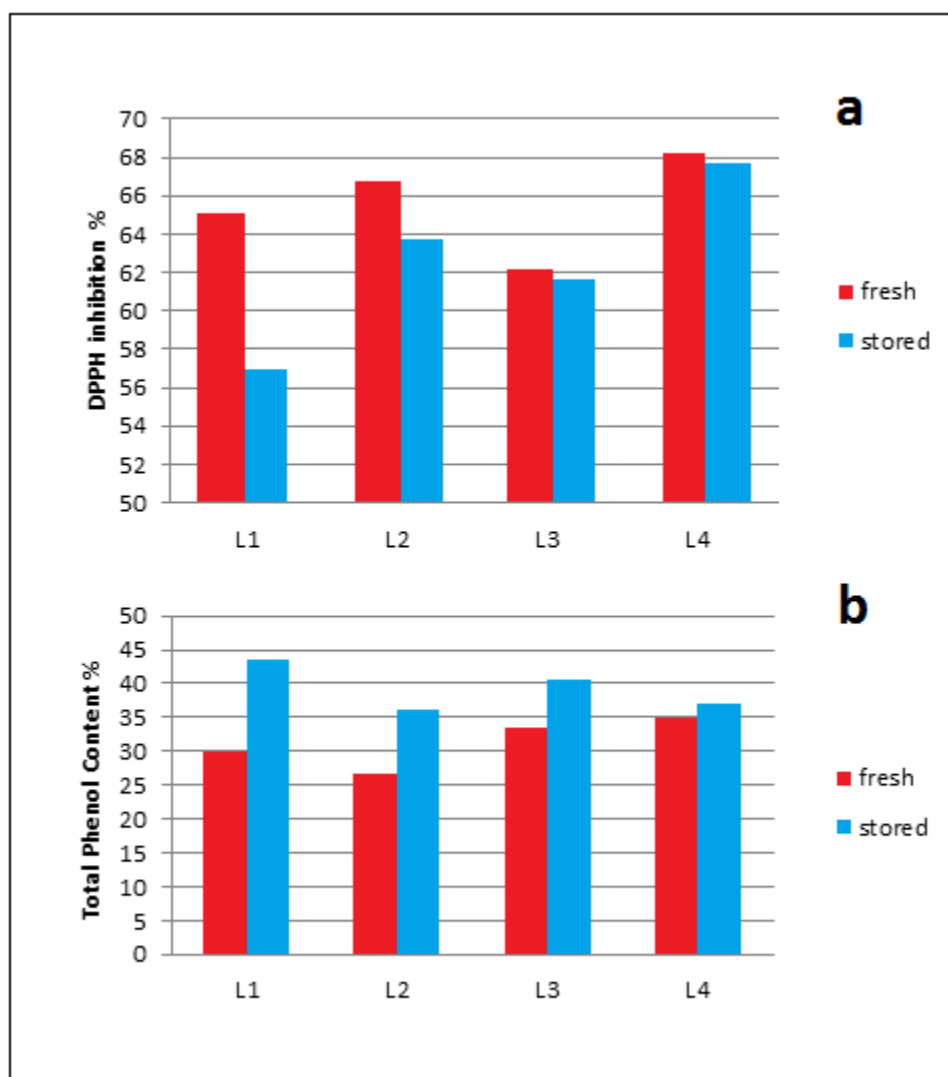 a
DPPH inhibition %
70
68
66
64
62
60
58
56
54
52
50
L1 L2 L3 L4
fresh
stored
b
Total Phenol Content %
50
45
40
35
30
25
20
15
10
5
0
L1 L2 L3 L4
fresh
stored